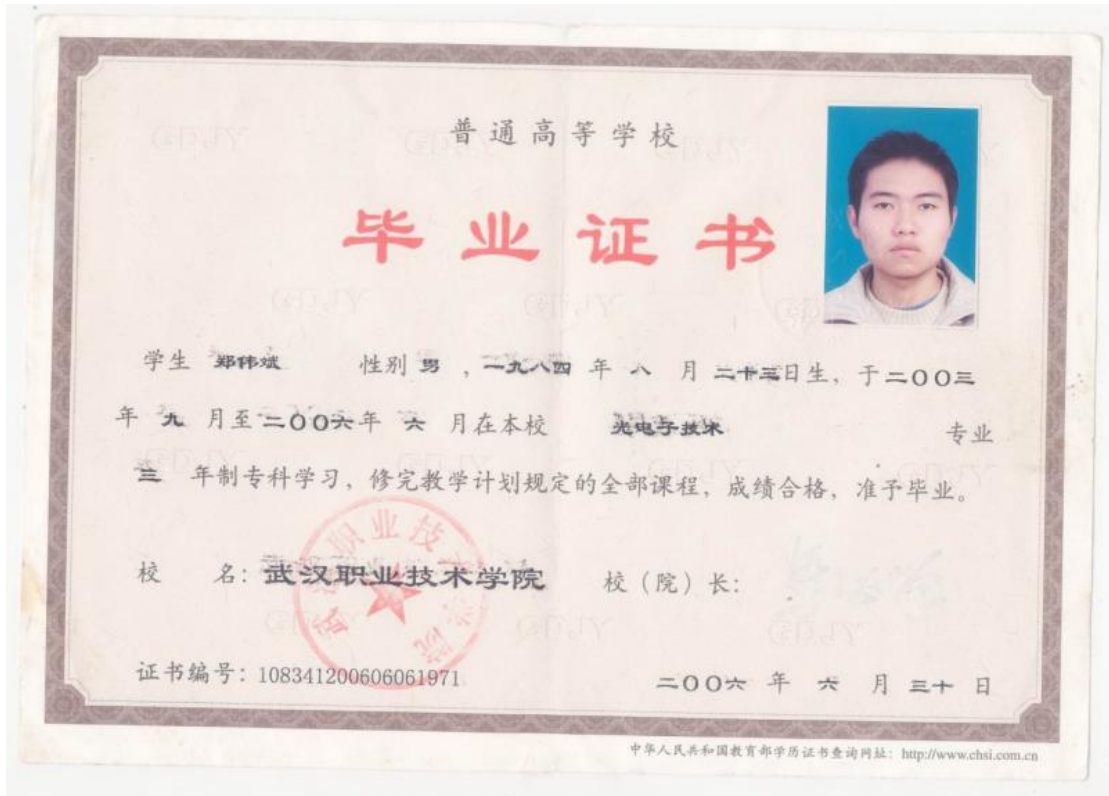 普通高等学校
毕业证书
学生 郑伟斌 性别 男 ，一九八四 年 八 月 二十三日生，于二〇〇三
年 九 月至二〇〇六年 六 月在本校 光电子技术 专业
三 年制专科学习，修完教学计划规定的全部课程，成绩合格，准予毕业。
校 名：武汉职业技术学院 校（院）长：
证书编号：108341200606061971 二〇〇六 年 六 月 三十 日
中华人民共和国教育部学历证书查询网址：http://www.chsi.com.cn